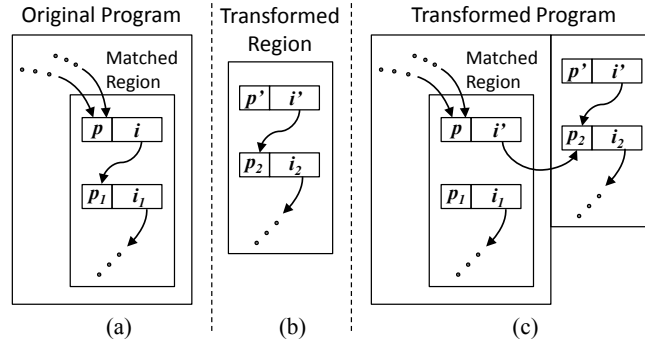 Original Program
Matched
Region
p i
p₁ i₁
(a)
Transformed
Region
p' i'
p₂ i₂
(b)
Transformed Program
Matched
Region
p i'
p₁ i₁
p' i'
p₂ i₂
(c)